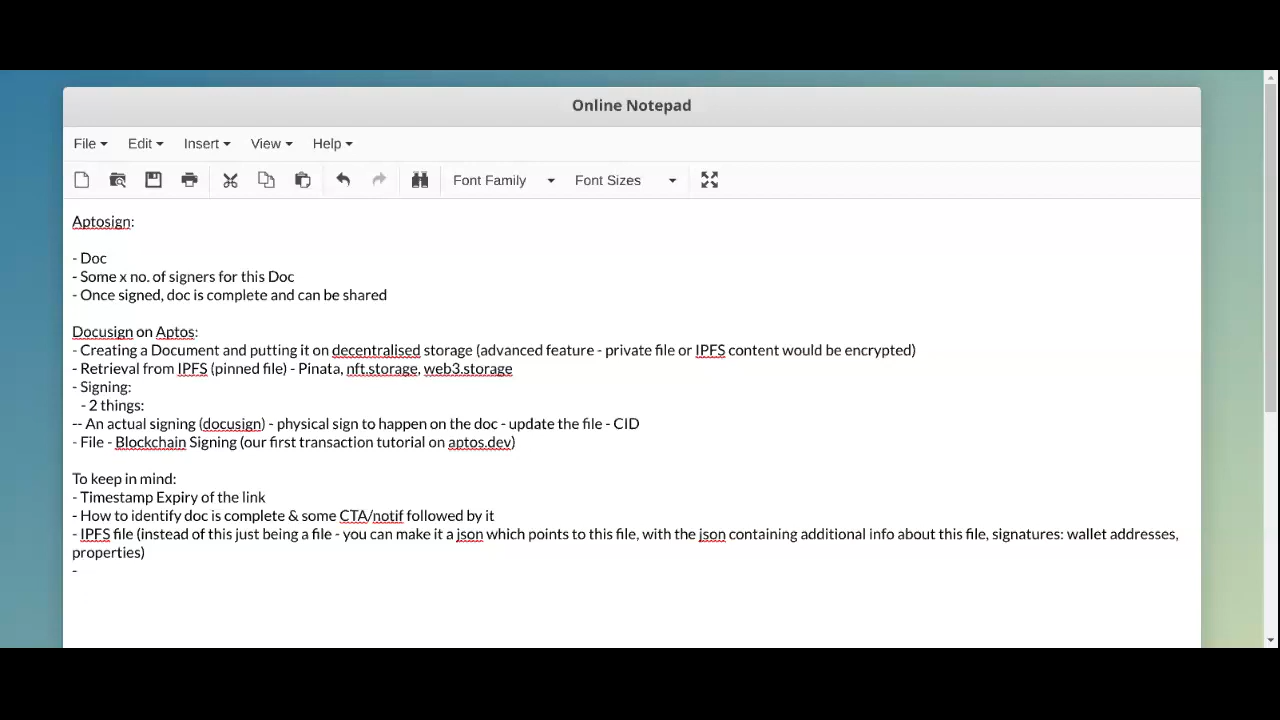 Online Notepad
File Edit Insert View Help
Font Family Font Sizes
Aptosign:
- Doc
- Some x no. of signers for this Doc
- Once signed, doc is complete and can be shared
Docusign on Aptos:
- Creating a Document and putting it on decentralised storage (advanced feature - private file or IPFS content would be encrypted)
- Retrieval from IPFS (pinned file) - Pinata, nft.storage, web3.storage
- Signing:
- 2 things:
-- An actual signing (docusign) - physical sign to happen on the doc - update the file - CID
- File - Blockchain Signing (our first transaction tutorial on aptos.dev)
To keep in mind:
- Timestamp Expiry of the link
- How to identify doc is complete & some CTA/notif followed by it
- IPFS file (instead of this just being a file - you can make it a json which points to this file, with the json containing additional info about this file, signatures: wallet addresses,
properties)
-